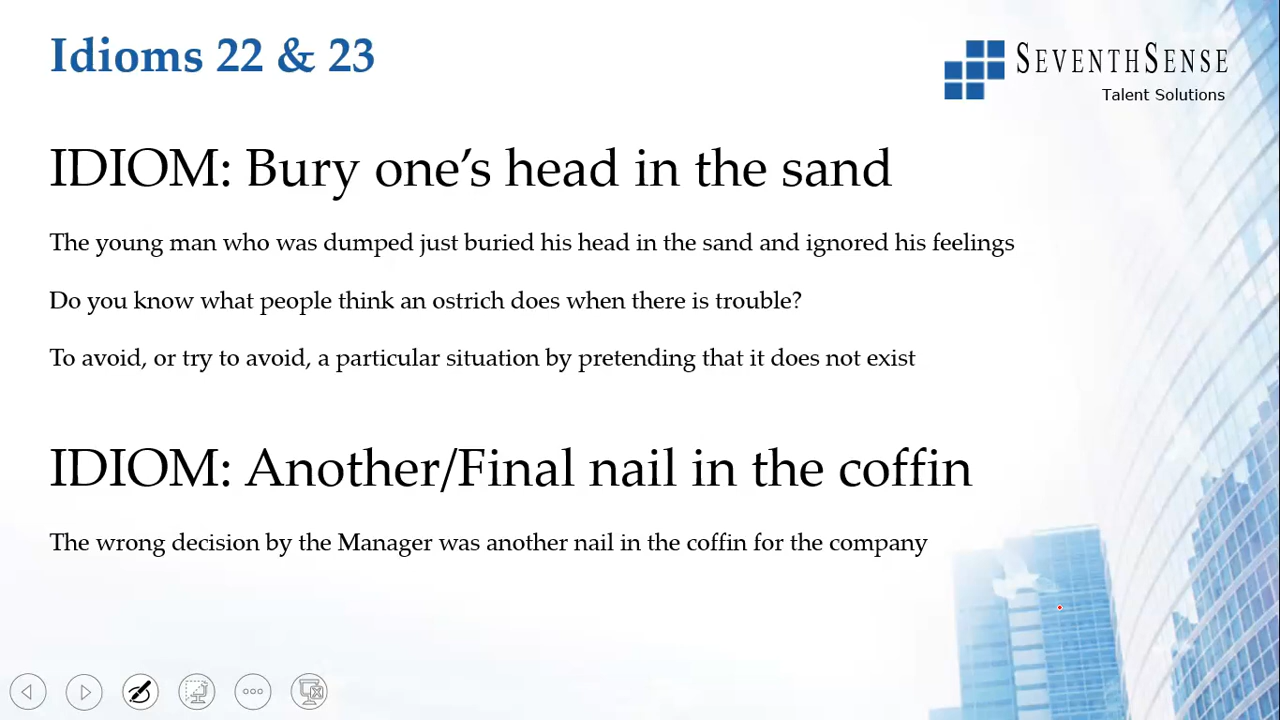 Idioms 22 & 23
SEVENTHSENSE
Talent Solutions
IDIOM: Bury one’s head in the sand
The young man who was dumped just buried his head in the sand and ignored his feelings
Do you know what people think an ostrich does when there is trouble?
To avoid, or try to avoid, a particular situation by pretending that it does not exist
IDIOM: Another/Final nail in the coffin
The wrong decision by the Manager was another nail in the coffin for the company